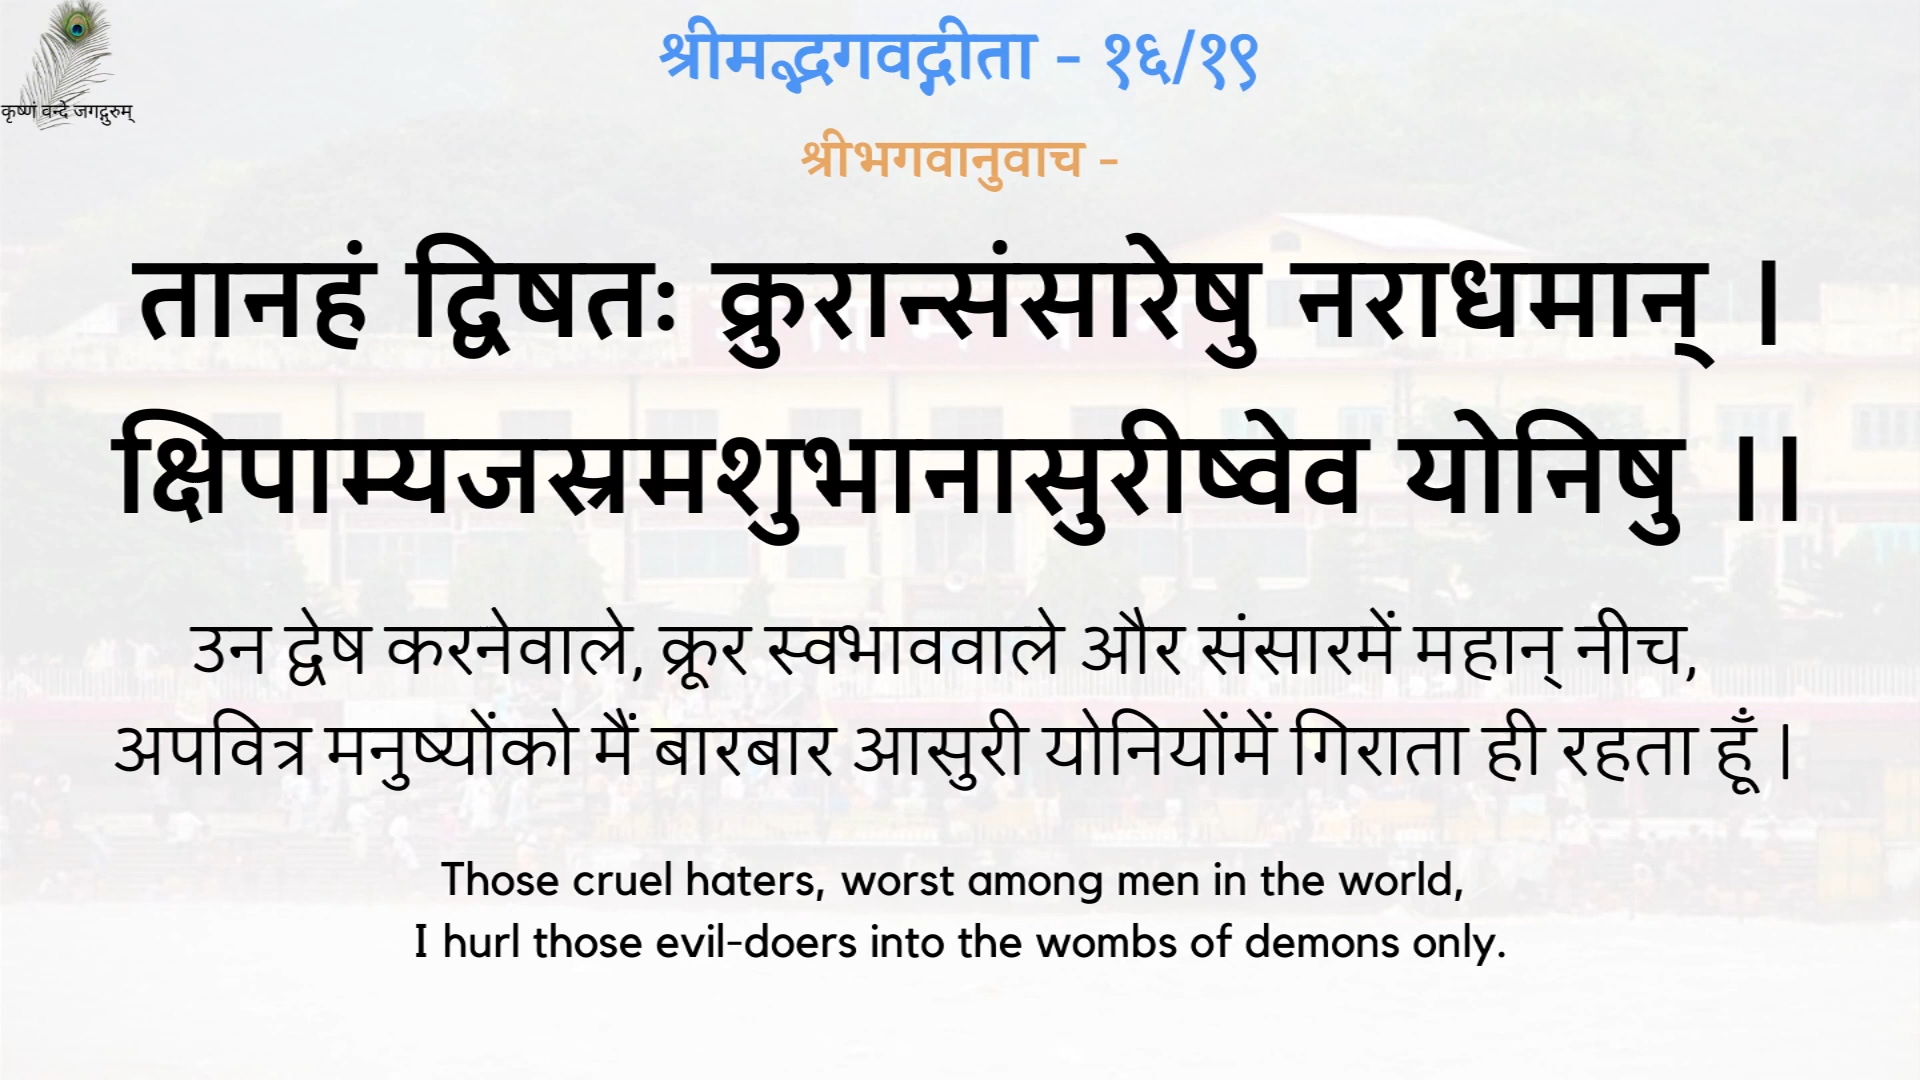 श्रीमद्भगवद्गीता - १६/१९
कृष्णं वन्दे जगद्गुरुम्
श्रीभगवानुवाच -
तानहं द्विषतः क्रुरान्संसारेषु नराधमान् ।
क्षिपाम्यजस्रमशुभानासुरीष्वेव योनिषु ।।
उन द्वेष करनेवाले, क्रूर स्वभाववाले और संसारमें महान् नीच,
अपवित्र मनुष्योंको मैं बारबार आसुरी योनियोंमें गिराता ही रहता हूँ |
Those cruel haters, worst among men in the world,
I hurl those evil-doers into the wombs of demons only.